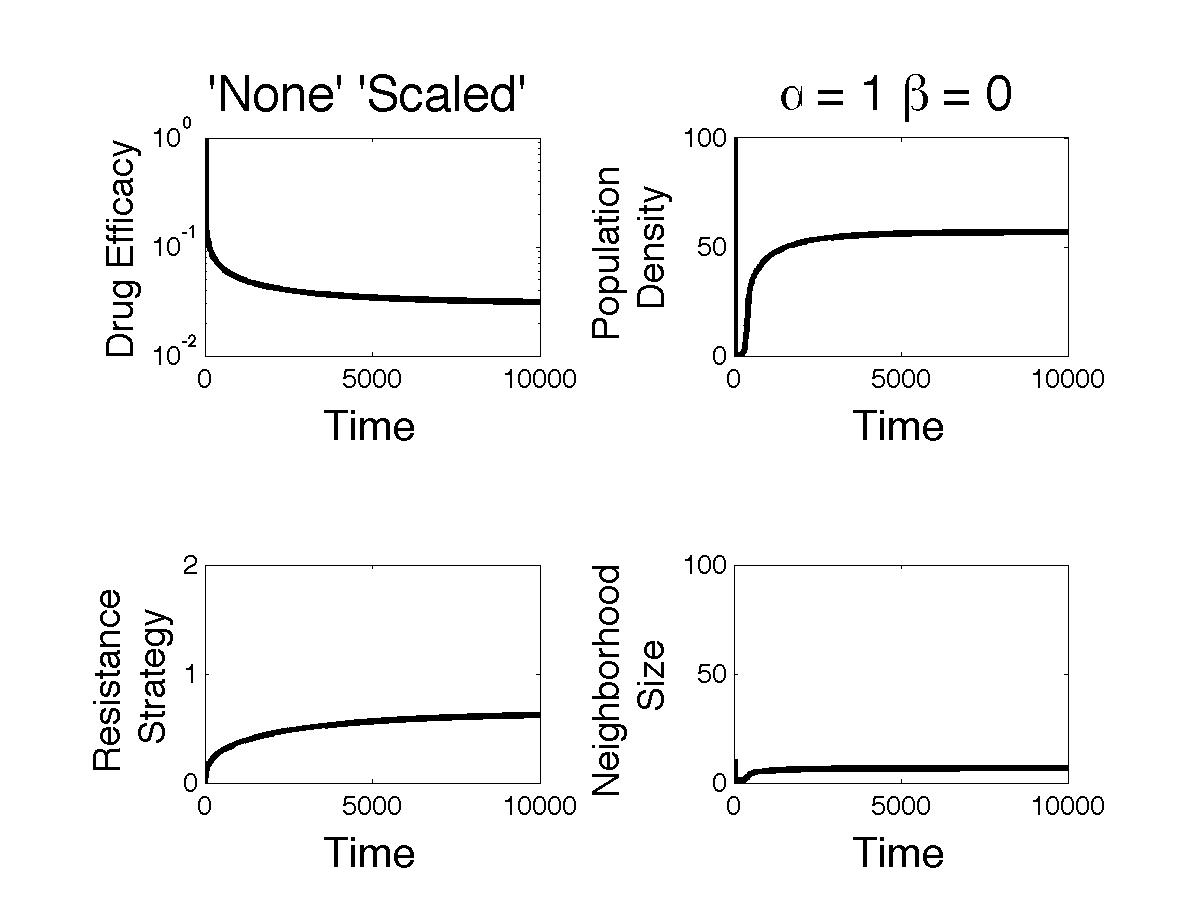 'None' 'Scaled'
α = 1 β = 0
Drug Efficacy
10^0
10^-1
10^-2
0
5000
10000
Time
Population
Density
100
50
0
0
5000
10000
Time
Resistance
Strategy
2
1
0
0
5000
10000
Time
Neighborhood
Size
100
50
0
0
5000
10000
Time